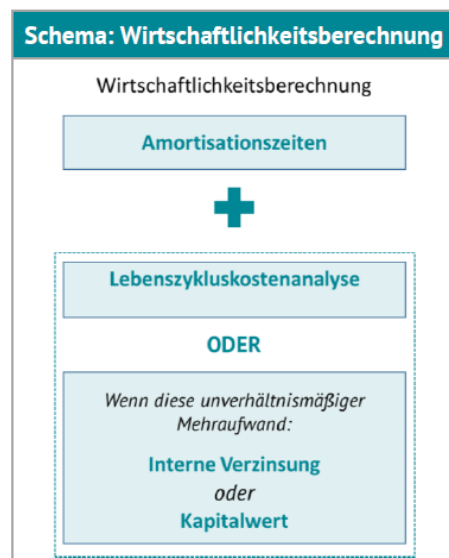 Schema: Wirtschaftlichkeitsberechnung
Wirtschaftlichkeitsberechnung
Amortisationszeiten
Lebenszykluskostenanalyse
ODER
Wenn diese unverhältnismäßiger
Mehraufwand:
Interne Verzinsung
oder
Kapitalwert